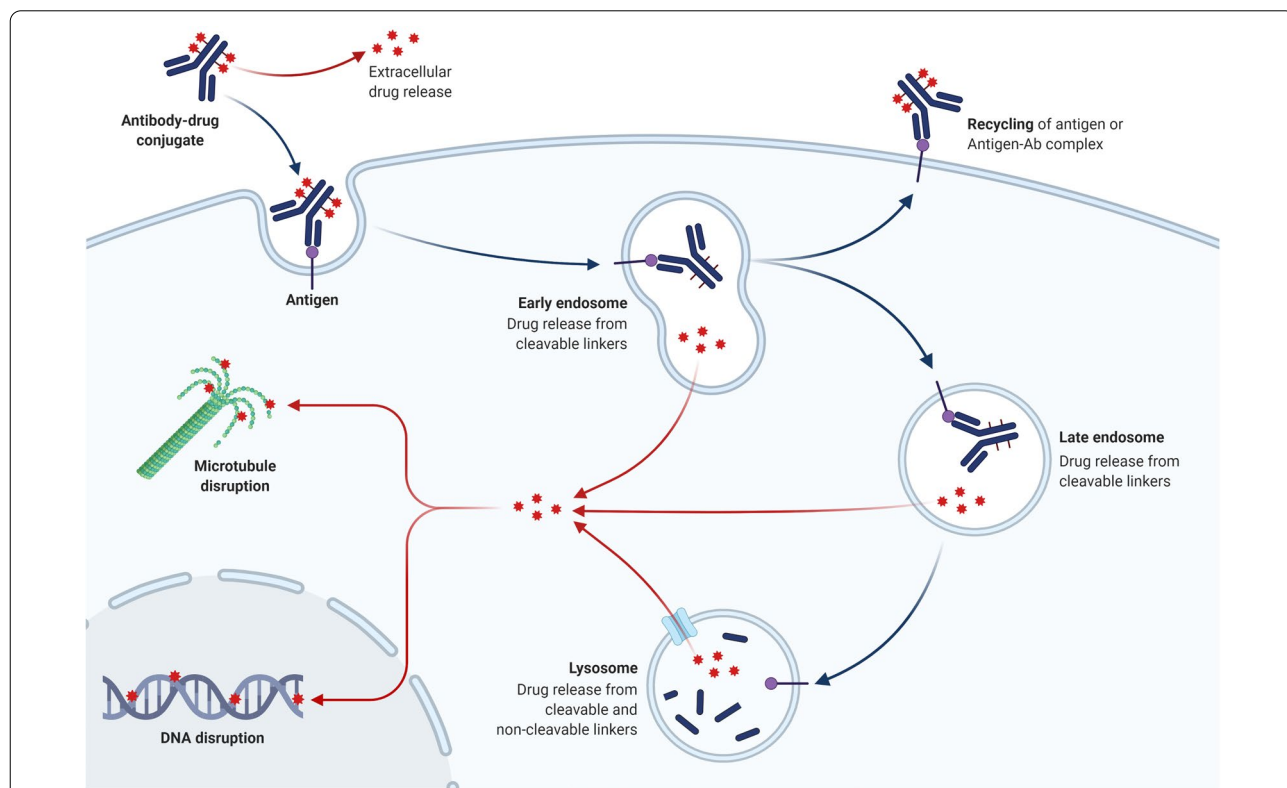 Extracellular
drug release
Antibody-drug
conjugate
Recycling of antigen or
Antigen-Ab complex
Antigen
Early endosome
Drug release from
cleavable linkers
Late endosome
Drug release from
cleavable linkers
Microtubule
disruption
Lysosome
Drug release from
cleavable and
non-cleavable linkers
DNA disruption